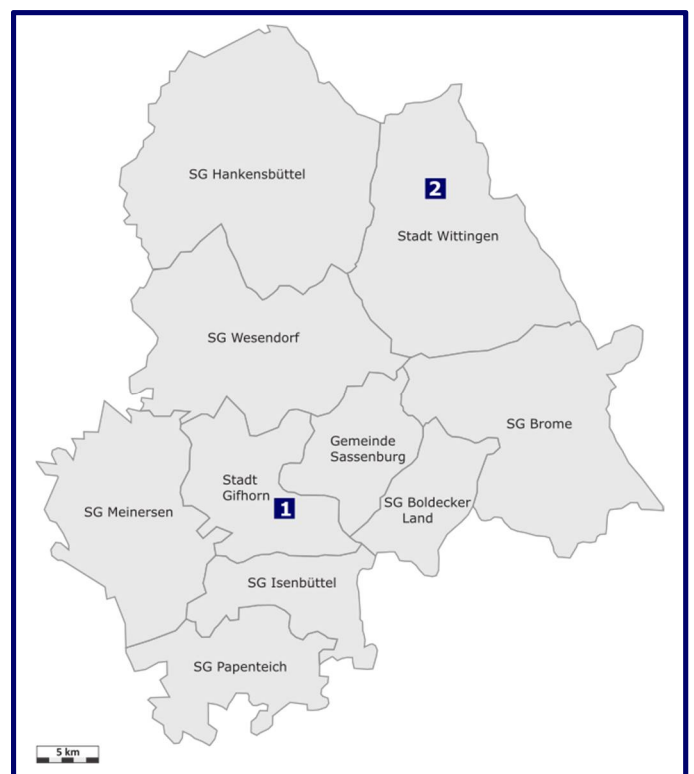 SG Hankensbüttel
2
Stadt Wittingen
SG Wesendorf
SG Brome
Gemeinde
Sassenburg
Stadt
Gifhorn
1
SG Boldecker
Land
SG Meinersen
SG Isenbüttel
SG Papenteich
5 km